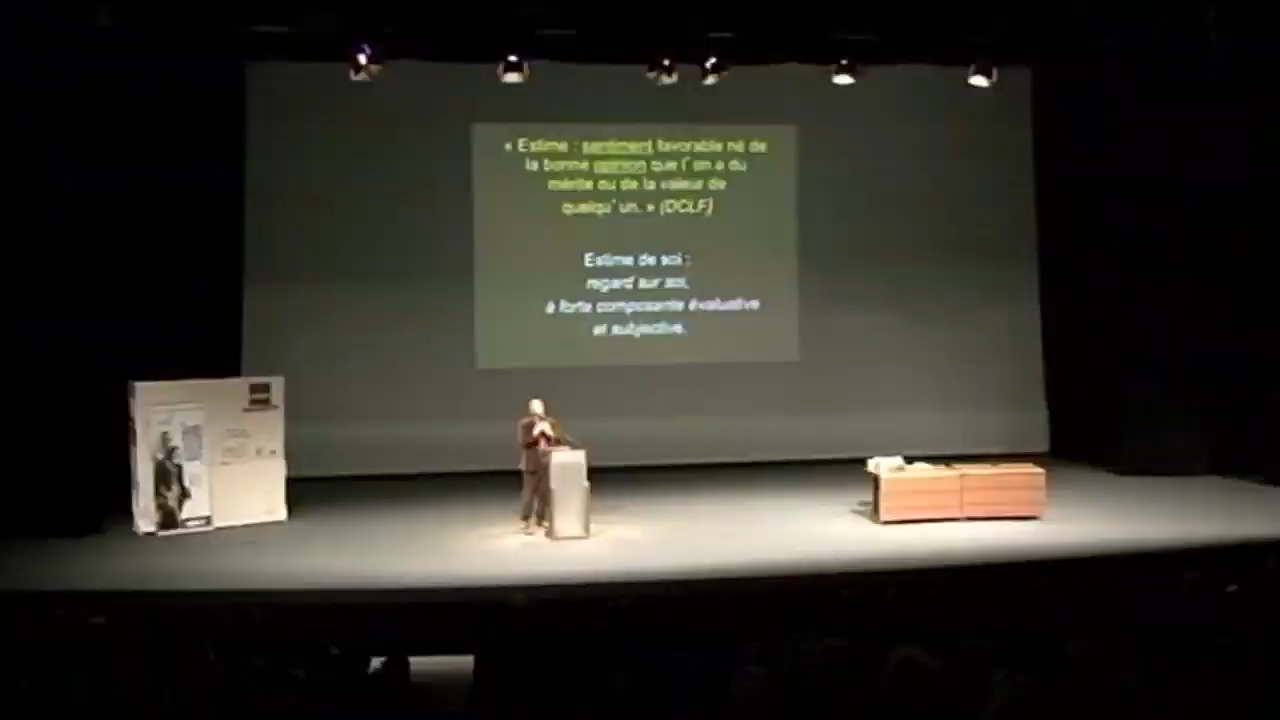 « Estime : sentiment favorable né de
la bonne opinion que l'on a du
mérite ou de la valeur de
quelqu'un. » (DCLF)
Estime de soi :
regard sur soi,
à forte composante évaluative
et subjective.